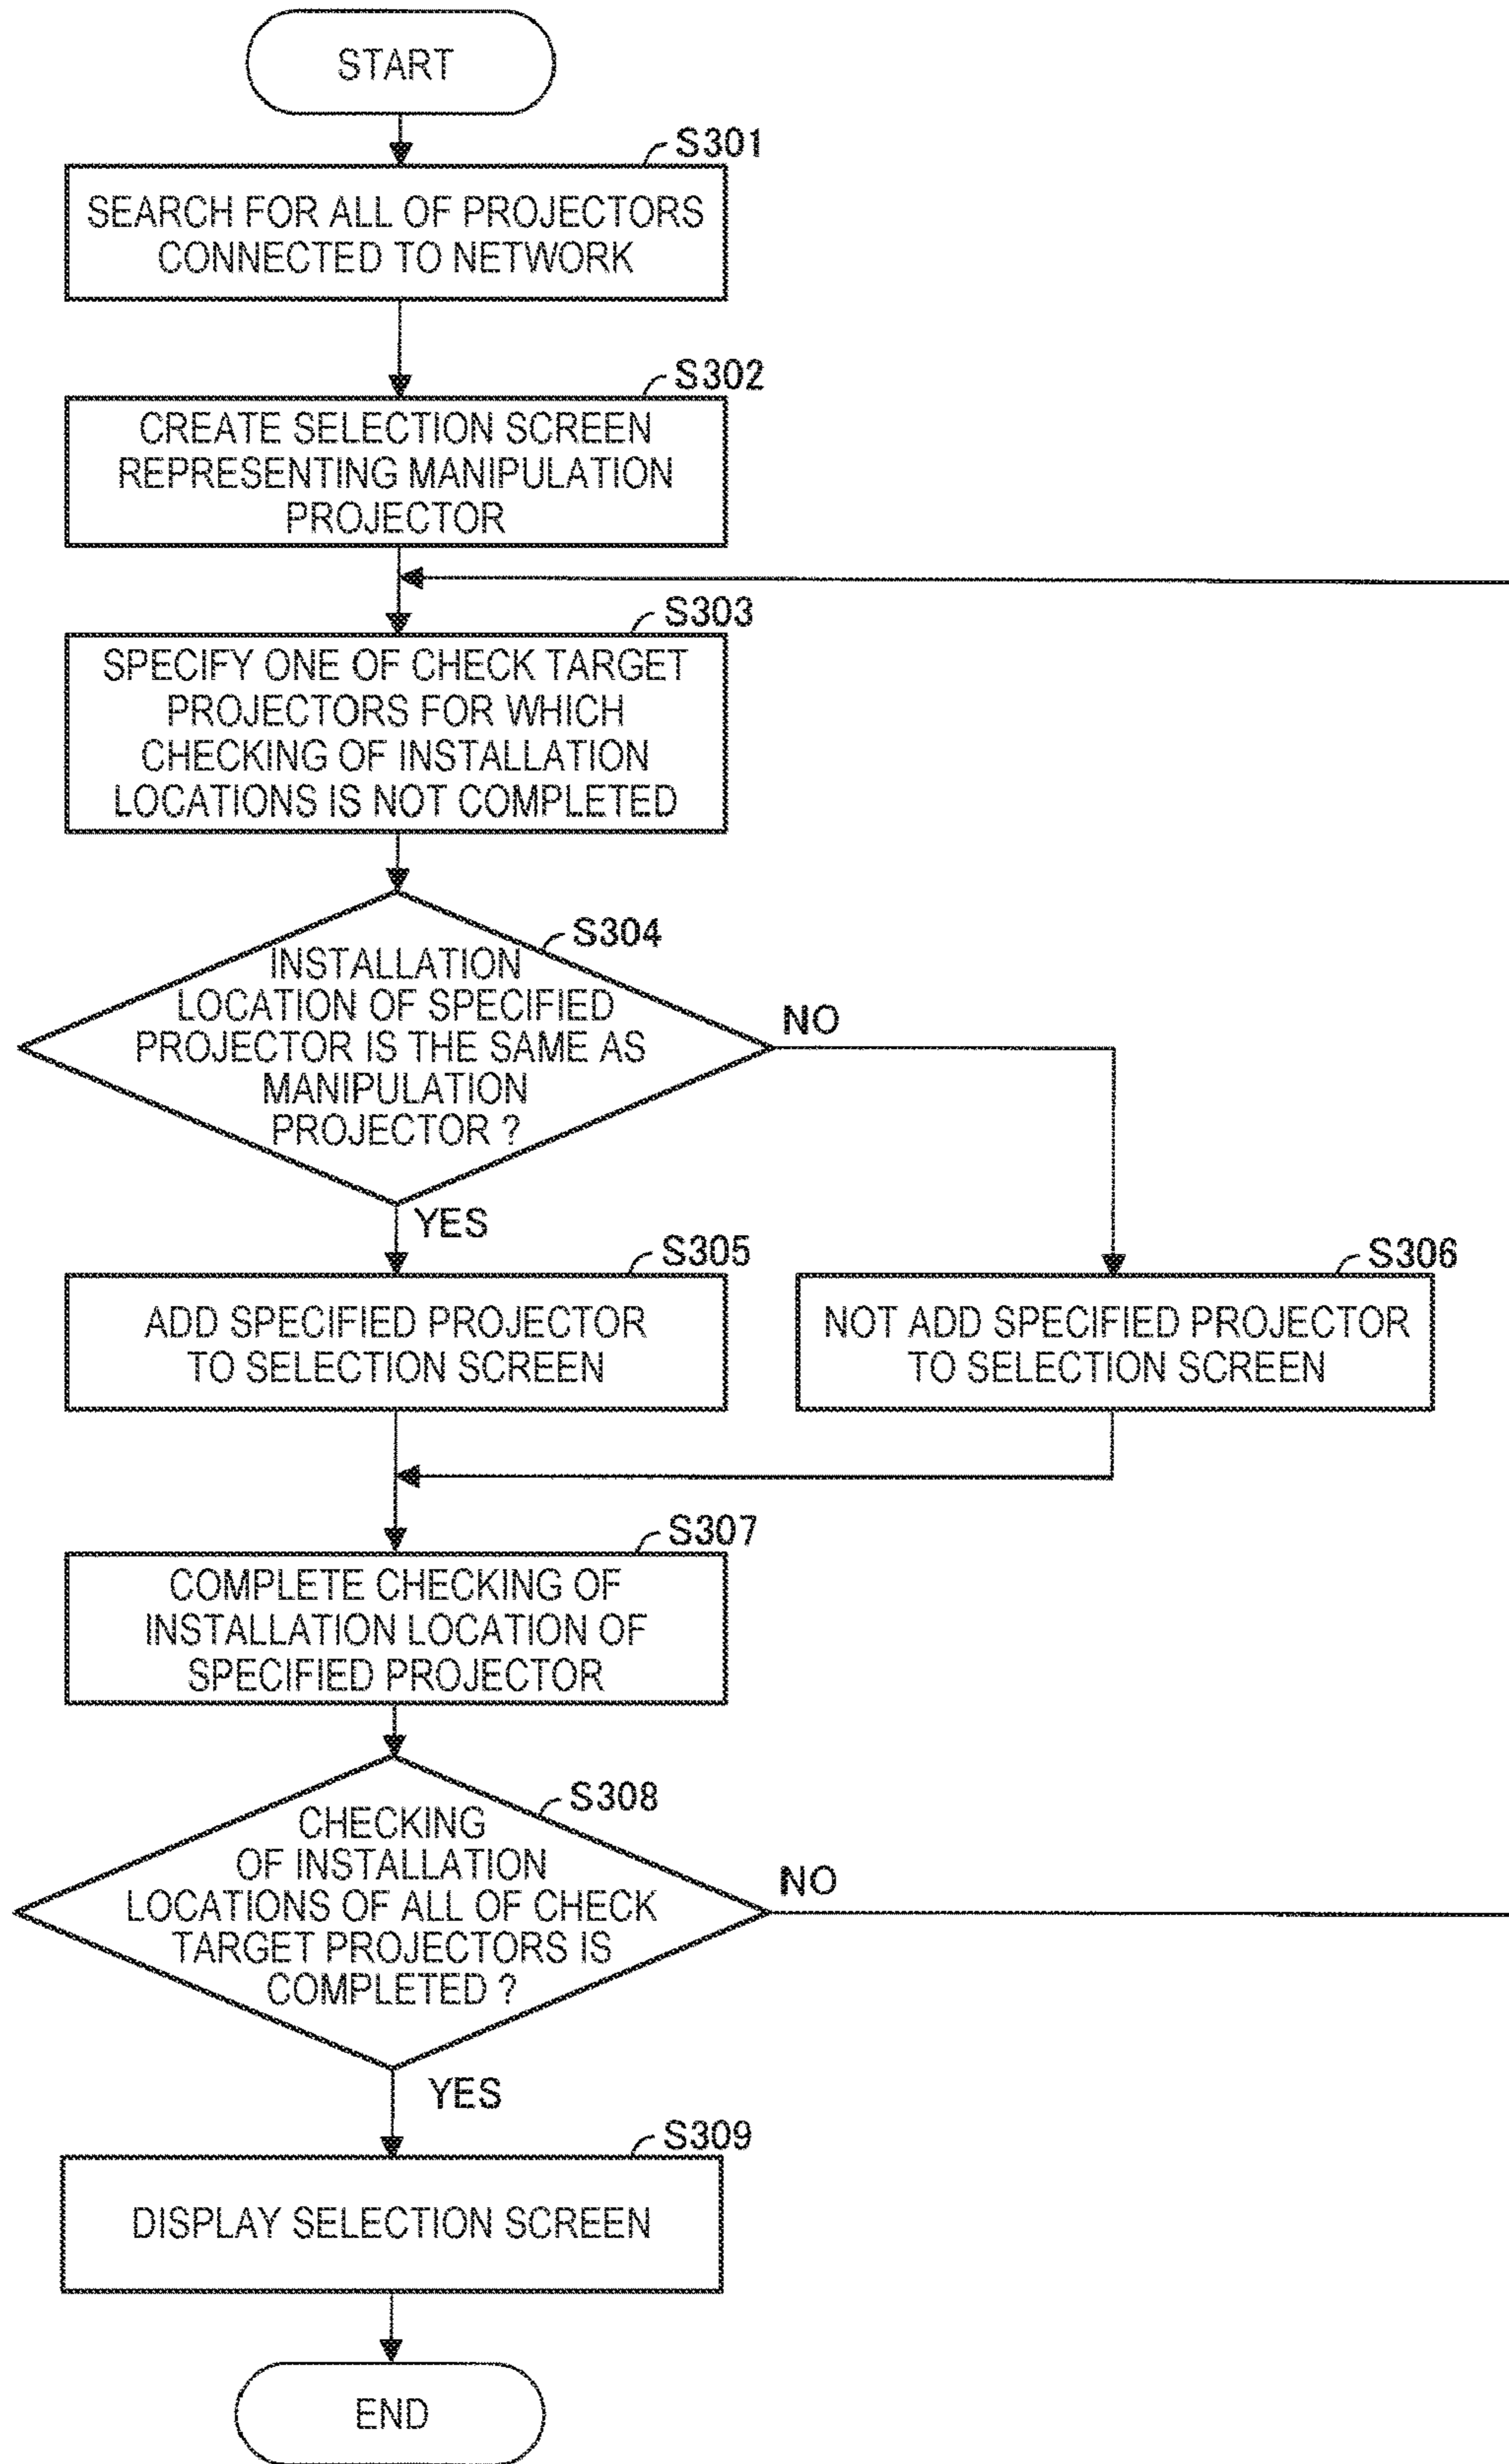 START
S301
SEARCH FOR ALL OF PROJECTORS
CONNECTED TO NETWORK
S302
CREATE SELECTION SCREEN
REPRESENTING MANIPULATION
PROJECTOR
S303
SPECIFY ONE OF CHECK TARGET
PROJECTORS FOR WHICH
CHECKING OF INSTALLATION
LOCATIONS IS NOT COMPLETED
S304
INSTALLATION
LOCATION OF SPECIFIED
PROJECTOR IS THE SAME AS
MANIPULATION
PROJECTOR ?
NO
YES
S305
ADD SPECIFIED PROJECTOR
TO SELECTION SCREEN
S306
NOT ADD SPECIFIED PROJECTOR
TO SELECTION SCREEN
S307
COMPLETE CHECKING OF
INSTALLATION LOCATION OF
SPECIFIED PROJECTOR
S308
CHECKING
OF INSTALLATION
LOCATIONS OF ALL OF CHECK
TARGET PROJECTORS IS
COMPLETED ?
NO
YES
S309
DISPLAY SELECTION SCREEN
END